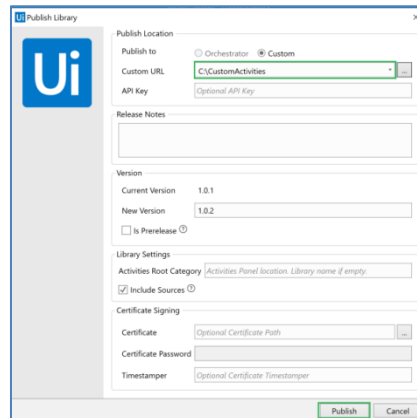 Ui Publish Library
Ui
Publish Location
Publish to Orchestrator Custom
Custom URL C:\CustomActivities ...
API Key Optional API Key
Release Notes
Version
Current Version 1.0.1
New Version 1.0.2
Is Prerelease ?
Library Settings
Activities Root Category Activities Panel location. Library name if empty.
Include Sources ?
Certificate Signing
Certificate Optional Certificate Path ...
Certificate Password
Timestamper Optional Certificate Timestamper
Publish Cancel